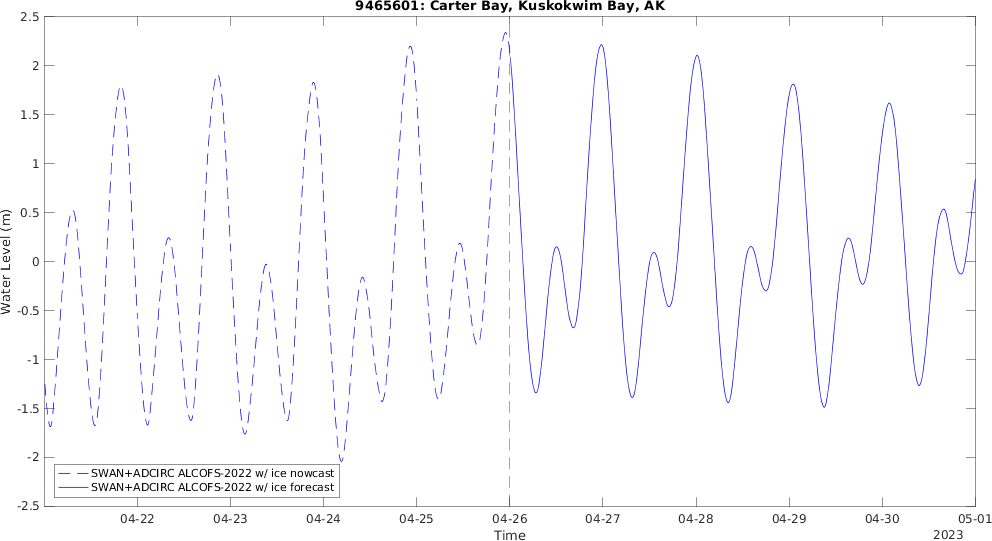 9465601: Carter Bay, Kuskokwim Bay, AK
2.5
2
1.5
1
0.5
0
-0.5
-1
-1.5
-2
-2.5
Water Level (m)
SWAN+ADCIRC ALCOFS-2022 w/ ice nowcast
SWAN+ADCIRC ALCOFS-2022 w/ ice forecast
04-22 04-23 04-24 04-25 04-26 04-27 04-28 04-29 04-30 05-01
Time
2023